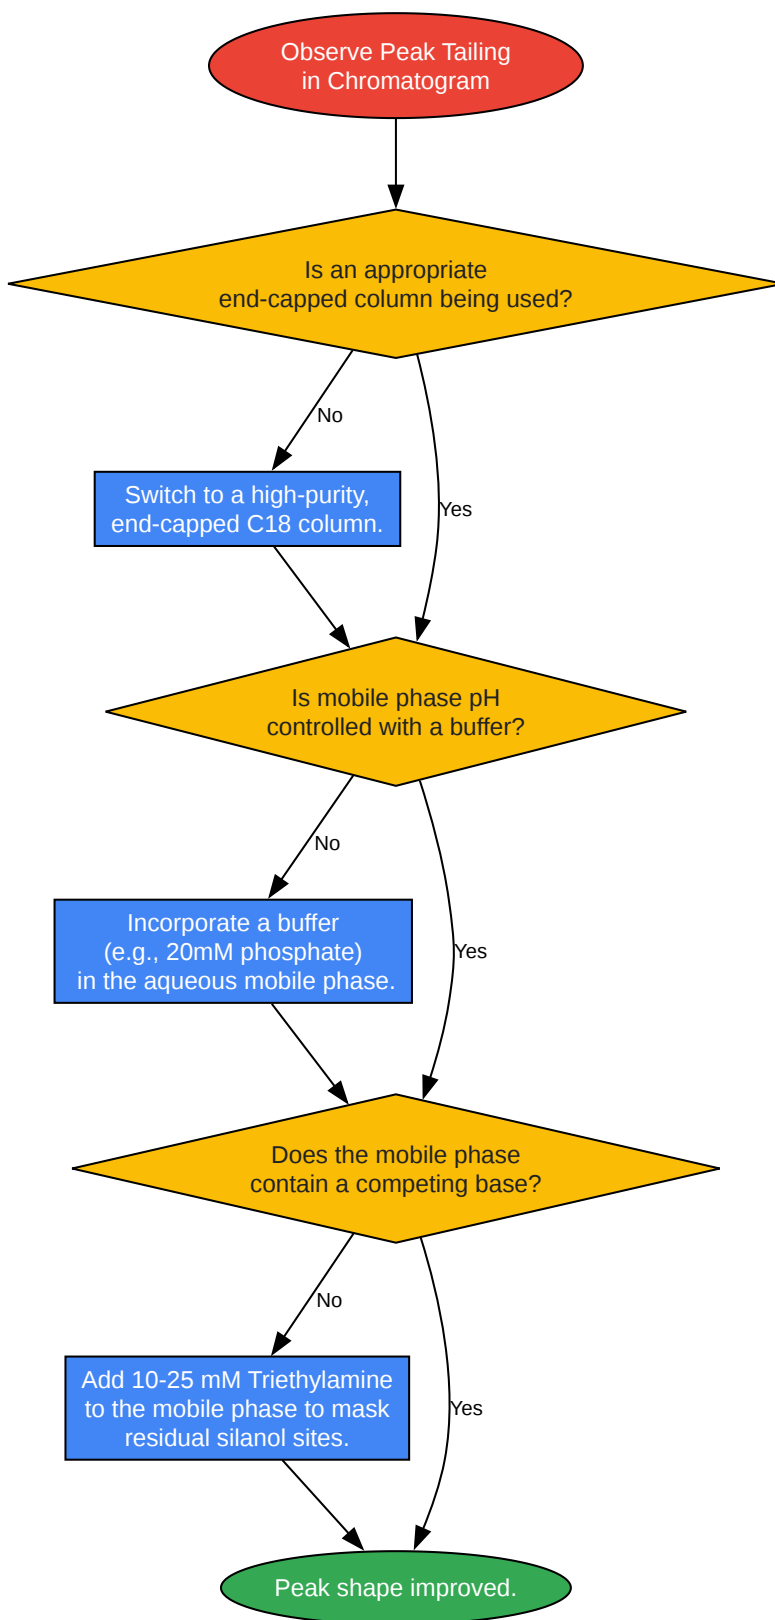 Observe Peak Tailing
in Chromatogram
Is an appropriate
end-capped column being used?
No
Switch to a high-purity,
end-capped C18 column.
Yes
Is mobile phase pH
controlled with a buffer?
No
Incorporate a buffer
(e.g., 20mM phosphate)
in the aqueous mobile phase.
Yes
Does the mobile phase
contain a competing base?
No
Add 10-25 mM Triethylamine
to the mobile phase to mask
residual silanol sites.
Yes
Peak shape improved.